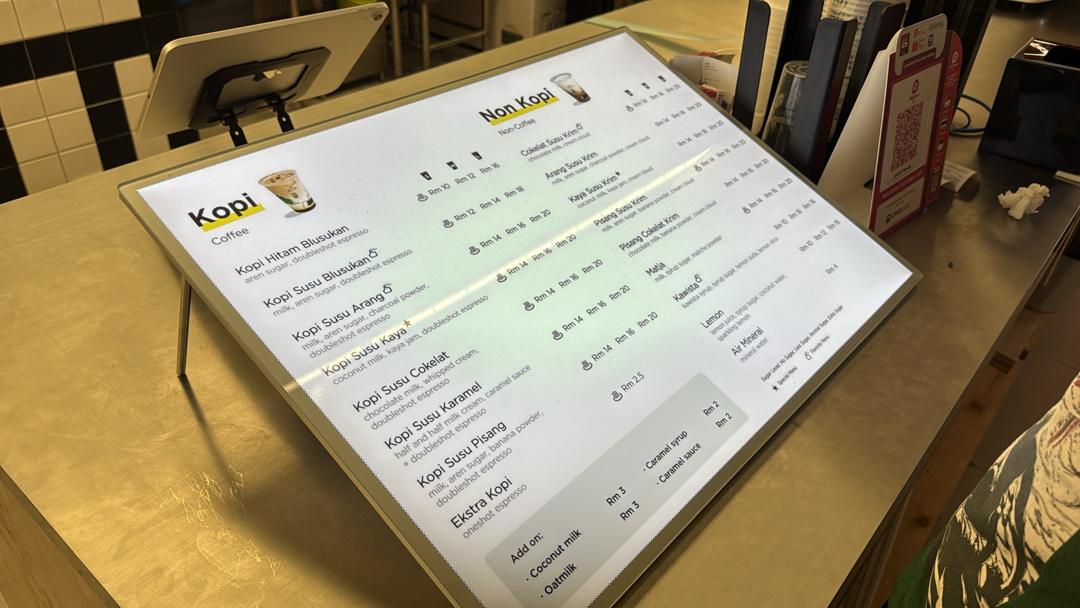 Kopi
Coffee
Kopi Hitam Blusukan
aren sugar, doubleshot espresso
Rm 10 Rm 12 Rm 16
Kopi Susu Blusukan
milk, aren sugar, doubleshot espresso
Rm 12 Rm 14 Rm 18
Kopi Susu Arang
milk, aren sugar, charcoal powder,
doubleshot espresso
Rm 14 Rm 16 Rm 20
Kopi Susu Kaya
coconut milk, kaya jam, doubleshot espresso
Rm 14 Rm 16 Rm 20
Kopi Susu Cokelat
chocolate milk, whipped cream,
doubleshot espresso
Rm 14 Rm 16 Rm 20
Kopi Susu Karamel
half and half milk cream, caramel sauce
+ doubleshot espresso
Rm 14 Rm 16 Rm 20
Kopi Susu Pisang
milk, aren sugar, banana powder,
doubleshot espresso
Rm 14 Rm 16 Rm 20
Ekstra Kopi
oneshot espresso
Rm 2.5
Add on:
· Coconut milk Rm 3
· Oatmilk Rm 3
· Caramel syrup Rm 2
· Caramel sauce Rm 2
Non Kopi
Non-Coffee
Cokelat Susu Krim
chocolate milk, cream cloud
Rm 14 Rm 16 Rm 20
Arang Susu Krim
milk, aren sugar, charcoal powder, cream cloud
Rm 14 Rm 16 Rm 20
Kaya Susu Krim
coconut milk, kaya jam, cream cloud
Rm 14 Rm 16 Rm 20
Pisang Susu Krim
milk, aren sugar, banana powder, cream cloud
Rm 14 Rm 16 Rm 20
Pisang Cokelat Krim
chocolate milk, banana powder, cream cloud
Rm 14 Rm 16 Rm 20
Matja
milk, syrup sugar, matcha powder
Rm 14 Rm 16 Rm 20
Kawista
kawista syrup, syrup sugar, lemon soda, lemon slice
Lemon
lemon juice, syrup sugar, coconut water,
sparkling lemon
Rm 10 Rm 12 Rm 16
Air Mineral
mineral water
Rm 4
Sugar Level: No Sugar, Less Sugar, Normal Sugar, Extra Sugar
Favorite Menu
Special Menu